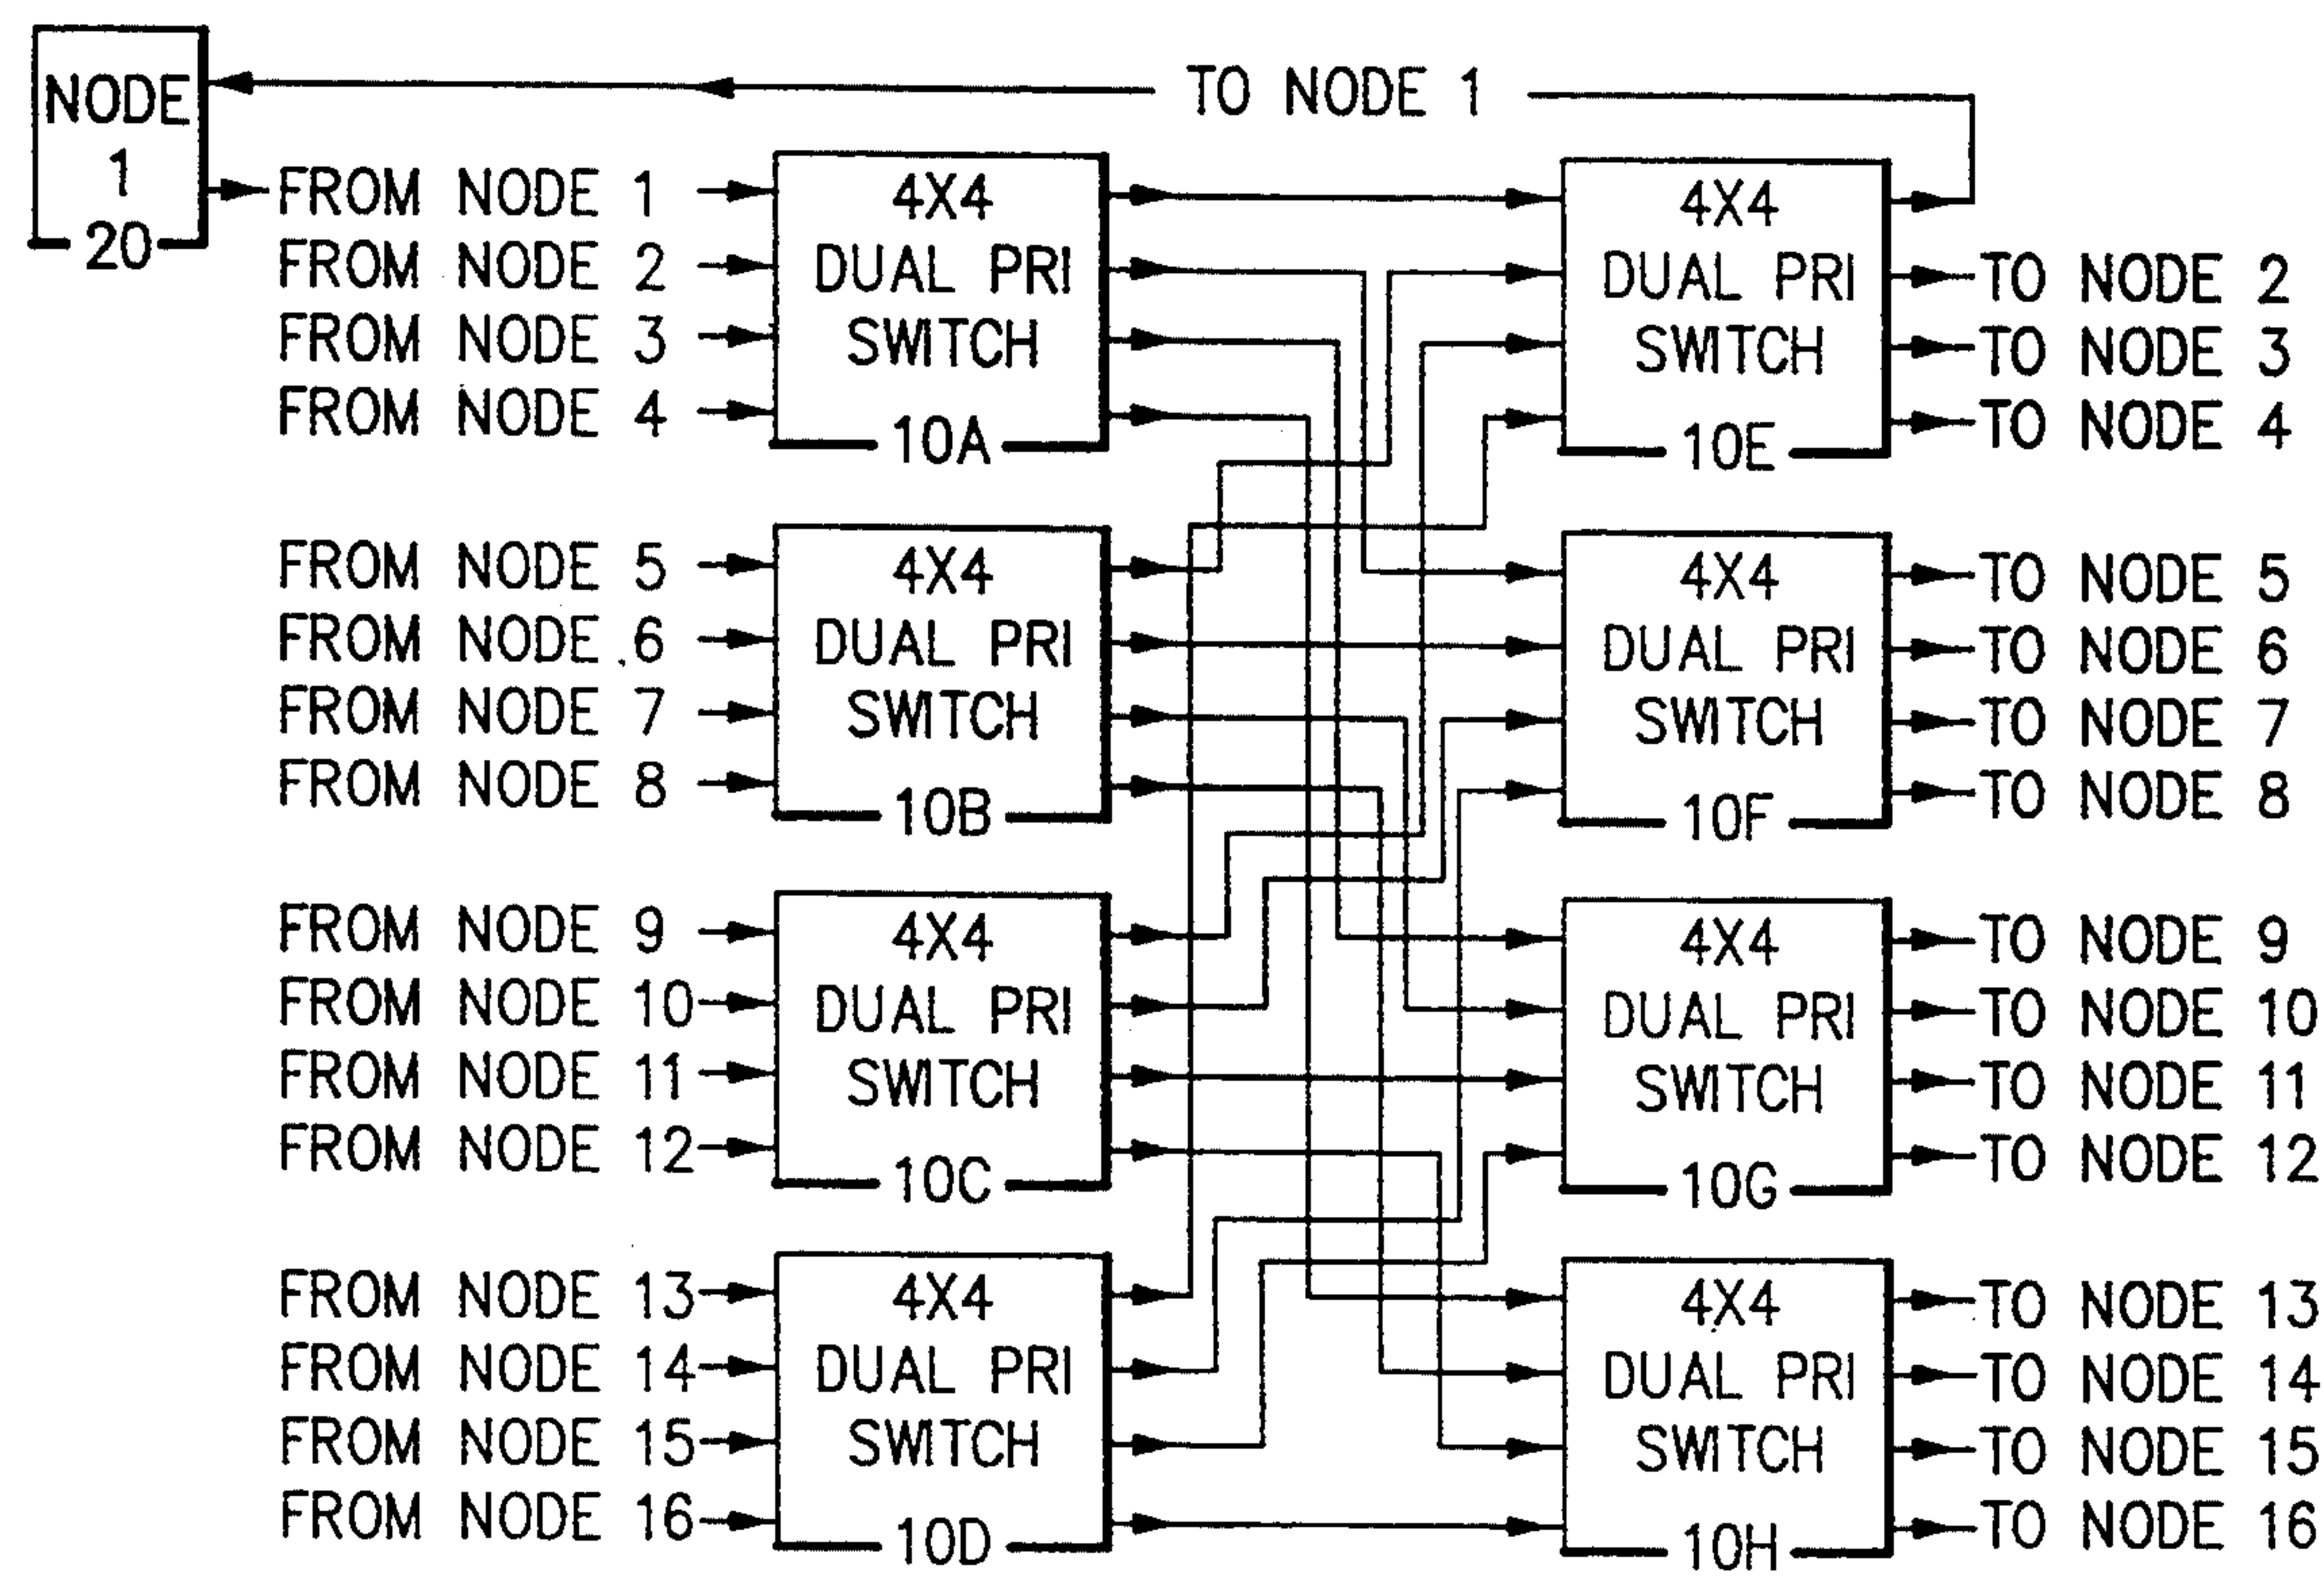 NODE
1
20
TO NODE 1
FROM NODE 1
FROM NODE 2
FROM NODE 3
FROM NODE 4
4X4
DUAL PRI
SWITCH
10A
4X4
DUAL PRI
SWITCH
10E
TO NODE 2
TO NODE 3
TO NODE 4
FROM NODE 5
FROM NODE 6
FROM NODE 7
FROM NODE 8
4X4
DUAL PRI
SWITCH
10B
4X4
DUAL PRI
SWITCH
10F
TO NODE 5
TO NODE 6
TO NODE 7
TO NODE 8
FROM NODE 9
FROM NODE 10
FROM NODE 11
FROM NODE 12
4X4
DUAL PRI
SWITCH
10C
4X4
DUAL PRI
SWITCH
10G
TO NODE 9
TO NODE 10
TO NODE 11
TO NODE 12
FROM NODE 13
FROM NODE 14
FROM NODE 15
FROM NODE 16
4X4
DUAL PRI
SWITCH
10D
4X4
DUAL PRI
SWITCH
10H
TO NODE 13
TO NODE 14
TO NODE 15
TO NODE 16